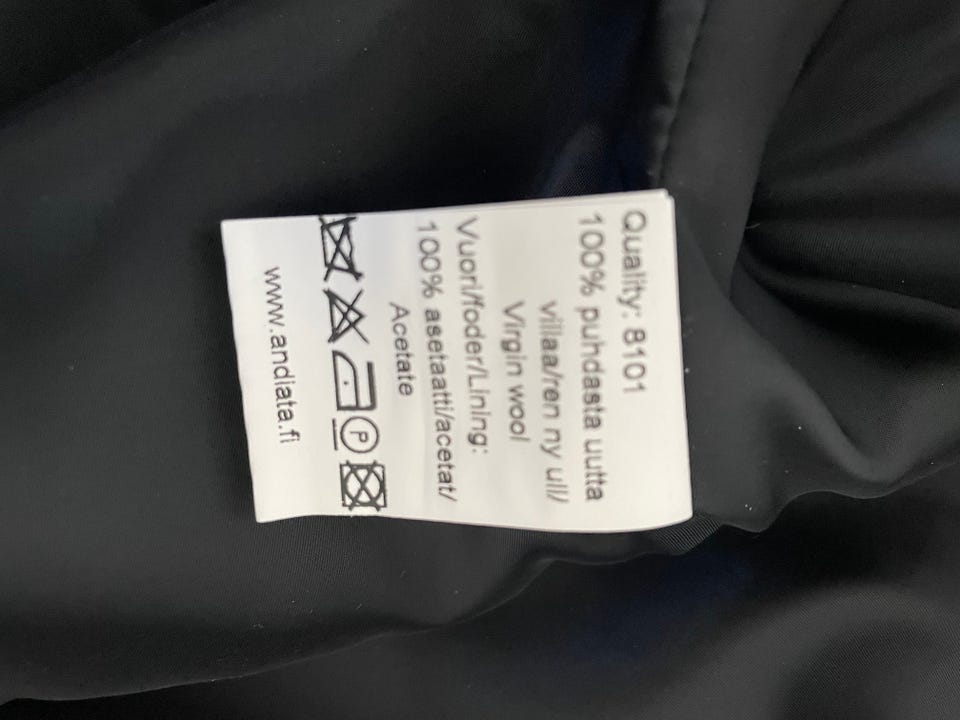 Quality: 8101
100% puhdasta uutta
villaa/ren ny ull/
Virgin wool
Vuori/foder/Lining:
100% asetaatti/acetat/
Acetate
P
www.andiata.fi